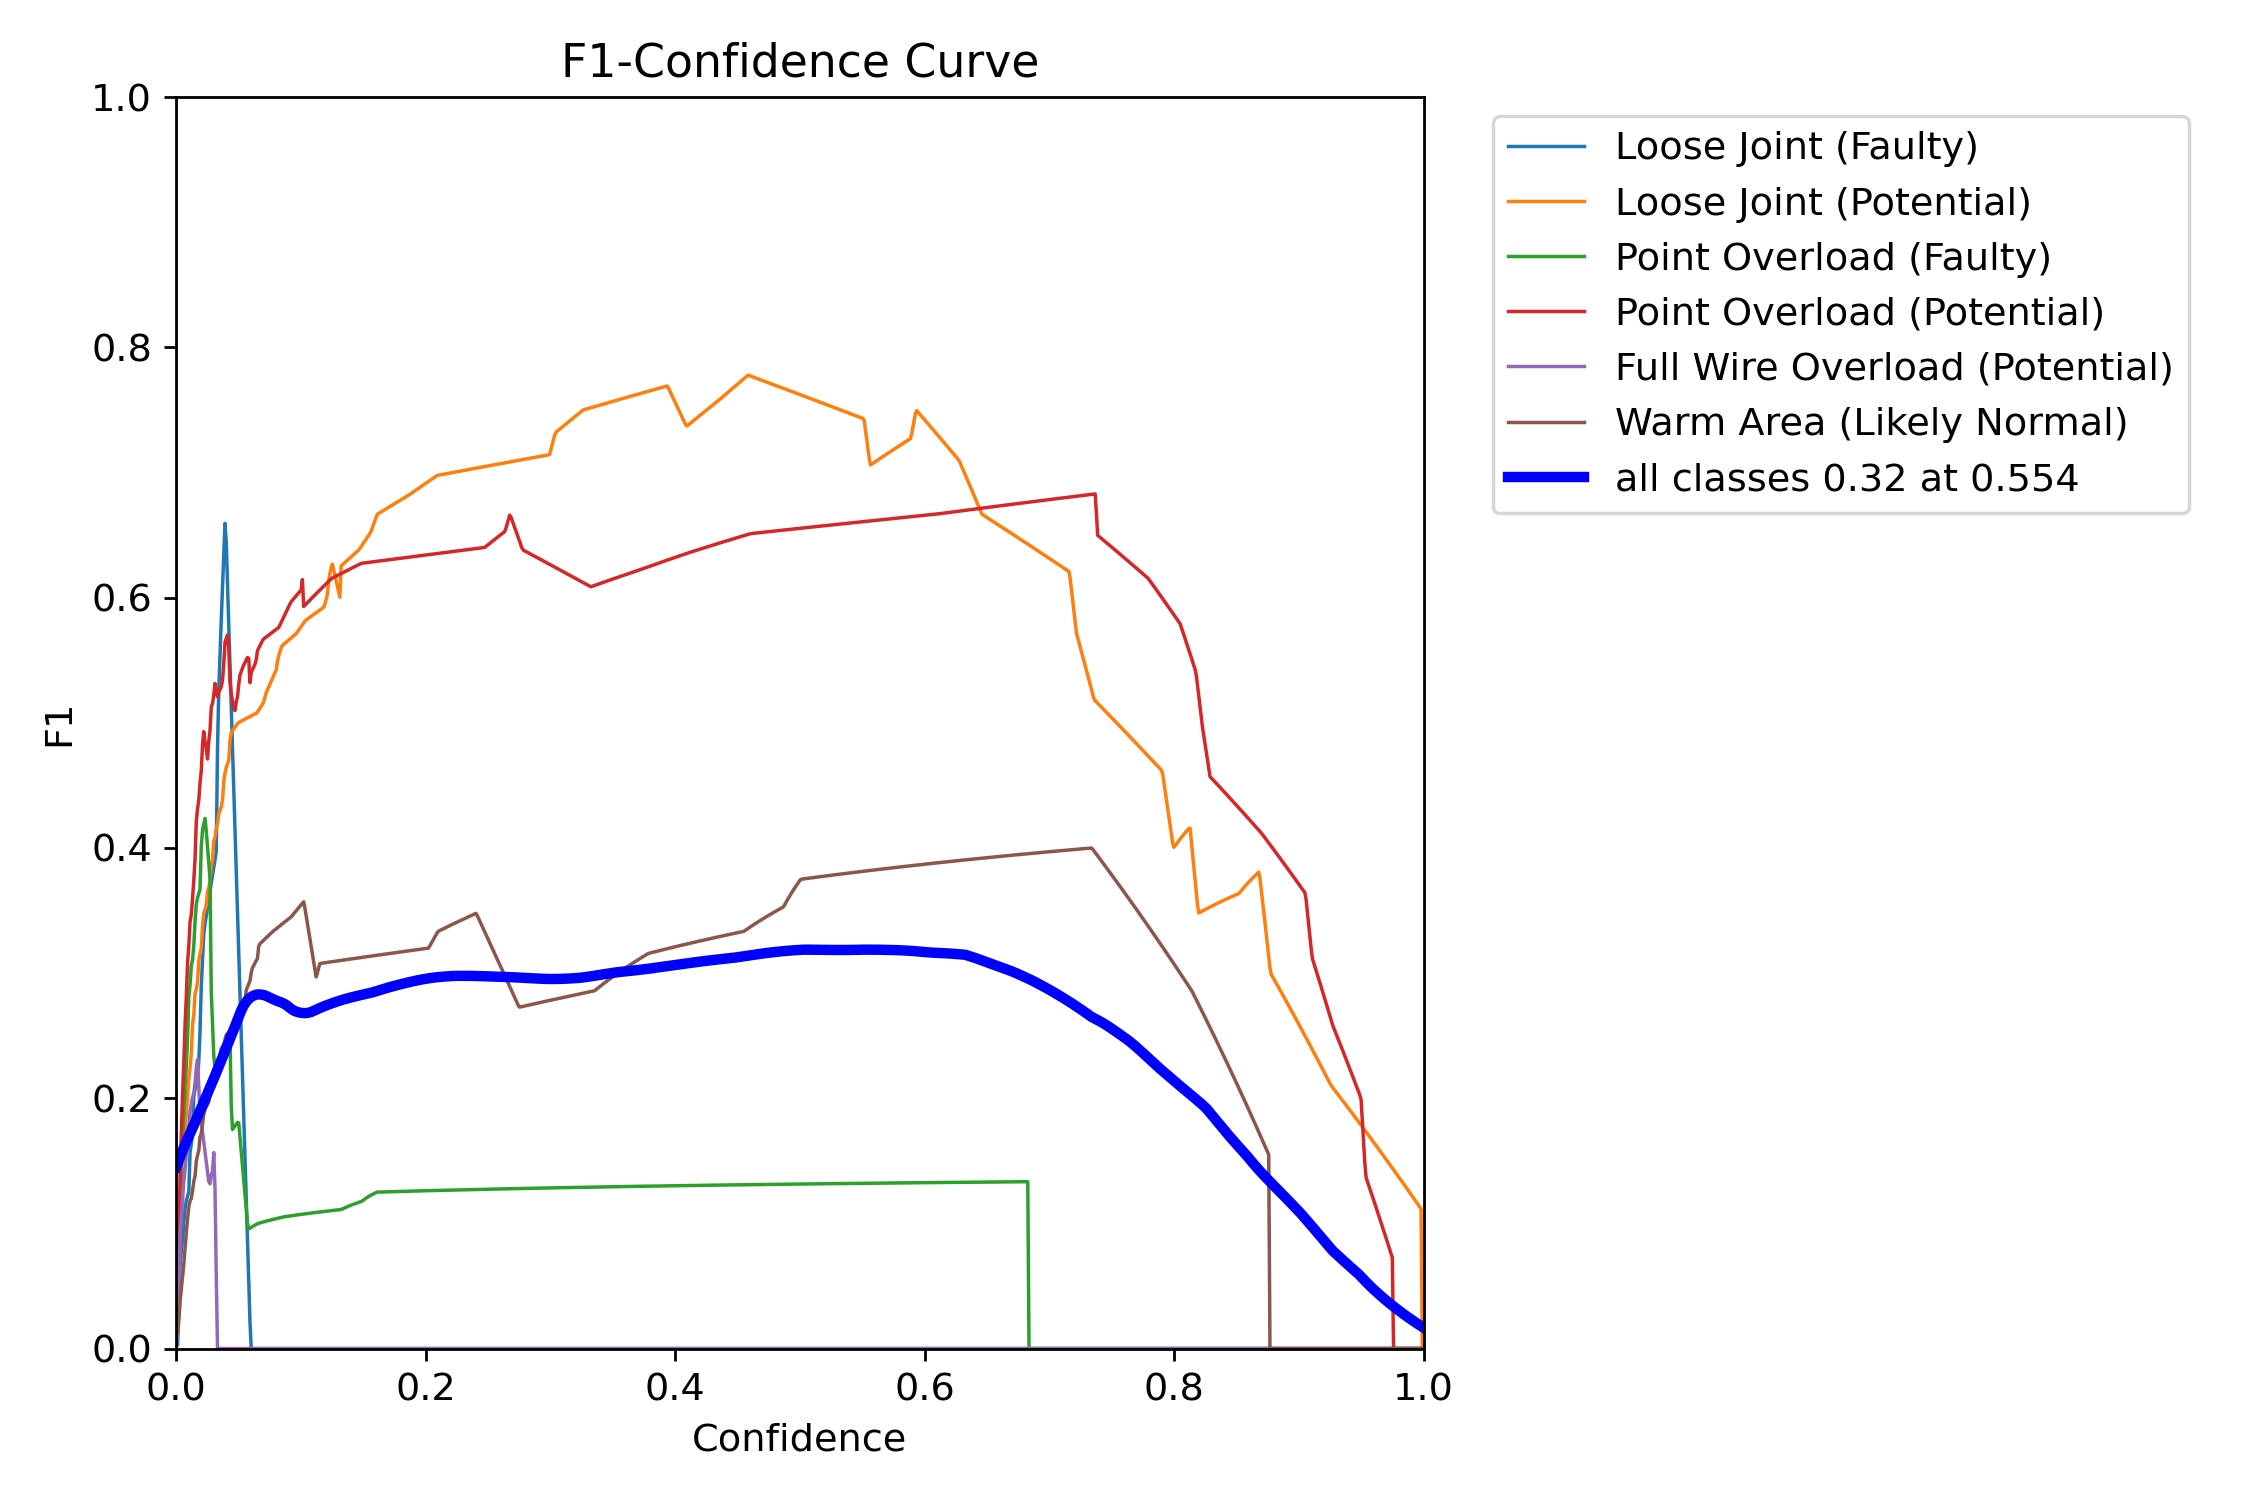 F1-Confidence Curve
1.0
0.8
0.6
0.4
0.2
0.0
F1
0.0 0.2 0.4 0.6 0.8 1.0
Confidence
Loose Joint (Faulty)
Loose Joint (Potential)
Point Overload (Faulty)
Point Overload (Potential)
Full Wire Overload (Potential)
Warm Area (Likely Normal)
all classes 0.32 at 0.554